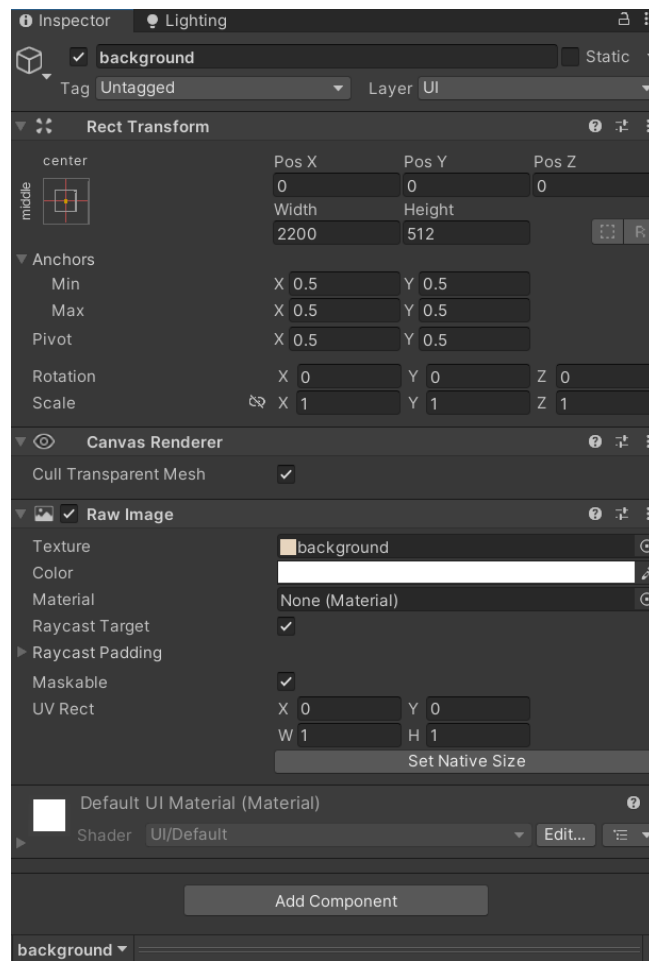 Inspector Lighting
background Static
Tag Untagged Layer UI
Rect Transform
center Pos X Pos Y Pos Z
middle 0 0 0
Width Height
2200 512 R
Anchors
Min X 0.5 Y 0.5
Max X 0.5 Y 0.5
Pivot X 0.5 Y 0.5
Rotation X 0 Y 0 Z 0
Scale X 1 Y 1 Z 1
Canvas Renderer
Cull Transparent Mesh
Raw Image
Texture background
Color
Material None (Material)
Raycast Target
Raycast Padding
Maskable
UV Rect X 0 Y 0
W 1 H 1
Set Native Size
Default UI Material (Material)
Shader UI/Default Edit...
Add Component
background